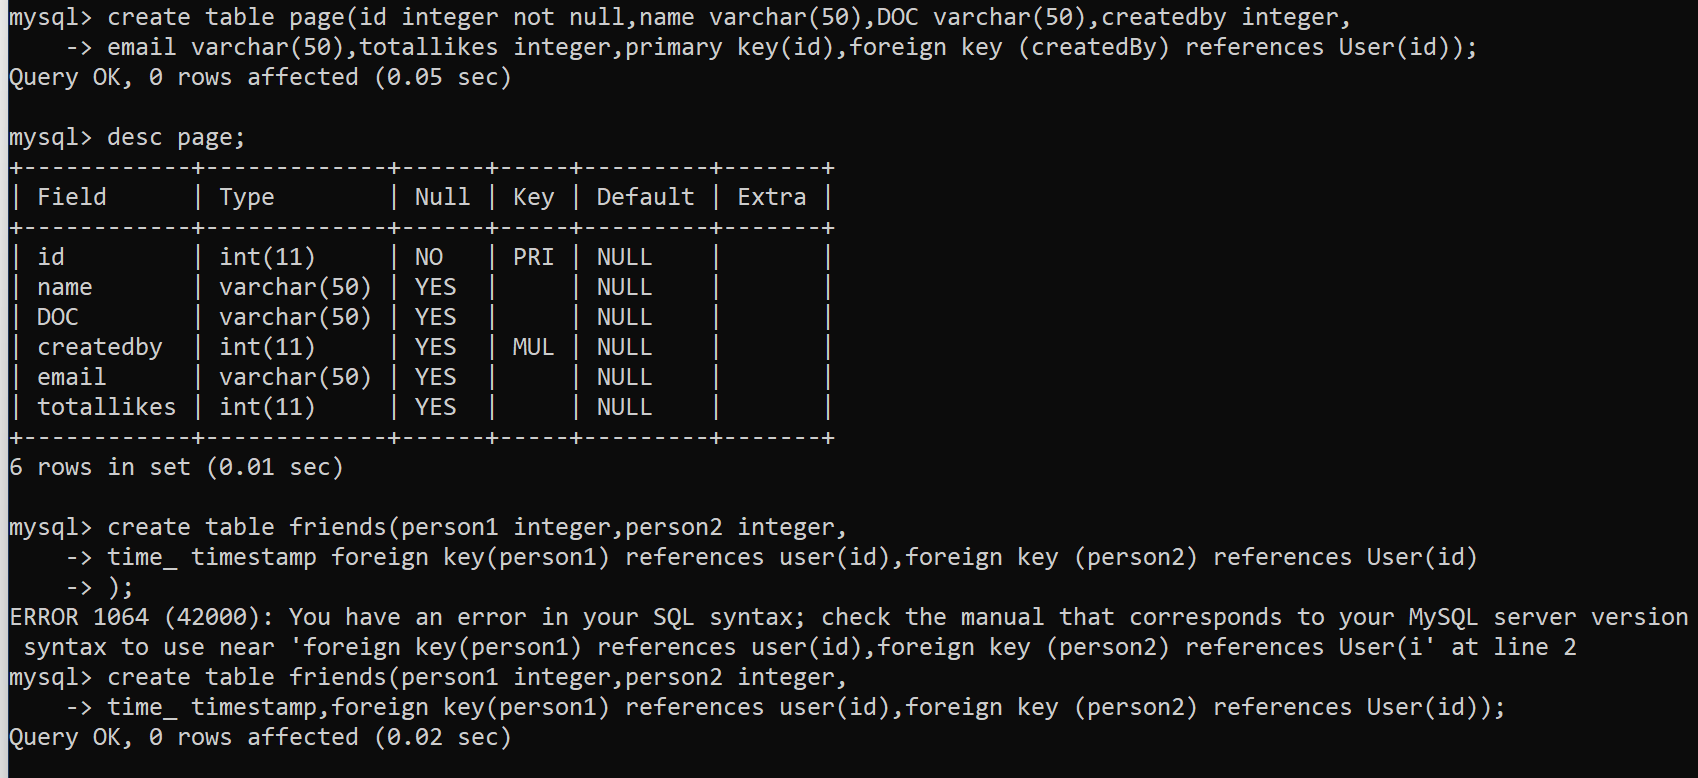 mysql> create table page(id integer not null,name varchar(50),DOC varchar(50),createdby integer,
    -> email varchar(50),totallikes integer,primary key(id),foreign key (createdBy) references User(id));
Query OK, 0 rows affected (0.05 sec)

mysql> desc page;
+------------+-------------+------+-----+---------+-------+
| Field      | Type        | Null | Key | Default | Extra |
+------------+-------------+------+-----+---------+-------+
| id         | int(11)     | NO   | PRI | NULL    |       |
| name       | varchar(50) | YES  |     | NULL    |       |
| DOC        | varchar(50) | YES  |     | NULL    |       |
| createdby  | int(11)     | YES  | MUL | NULL    |       |
| email      | varchar(50) | YES  |     | NULL    |       |
| totallikes | int(11)     | YES  |     | NULL    |       |
+------------+-------------+------+-----+---------+-------+
6 rows in set (0.01 sec)

mysql> create table friends(person1 integer,person2 integer,
    -> time_ timestamp foreign key(person1) references user(id),foreign key (person2) references User(id)
    -> );
ERROR 1064 (42000): You have an error in your SQL syntax; check the manual that corresponds to your MySQL server version
 syntax to use near 'foreign key(person1) references user(id),foreign key (person2) references User(i' at line 2
mysql> create table friends(person1 integer,person2 integer,
    -> time_ timestamp,foreign key(person1) references user(id),foreign key (person2) references User(id));
Query OK, 0 rows affected (0.02 sec)